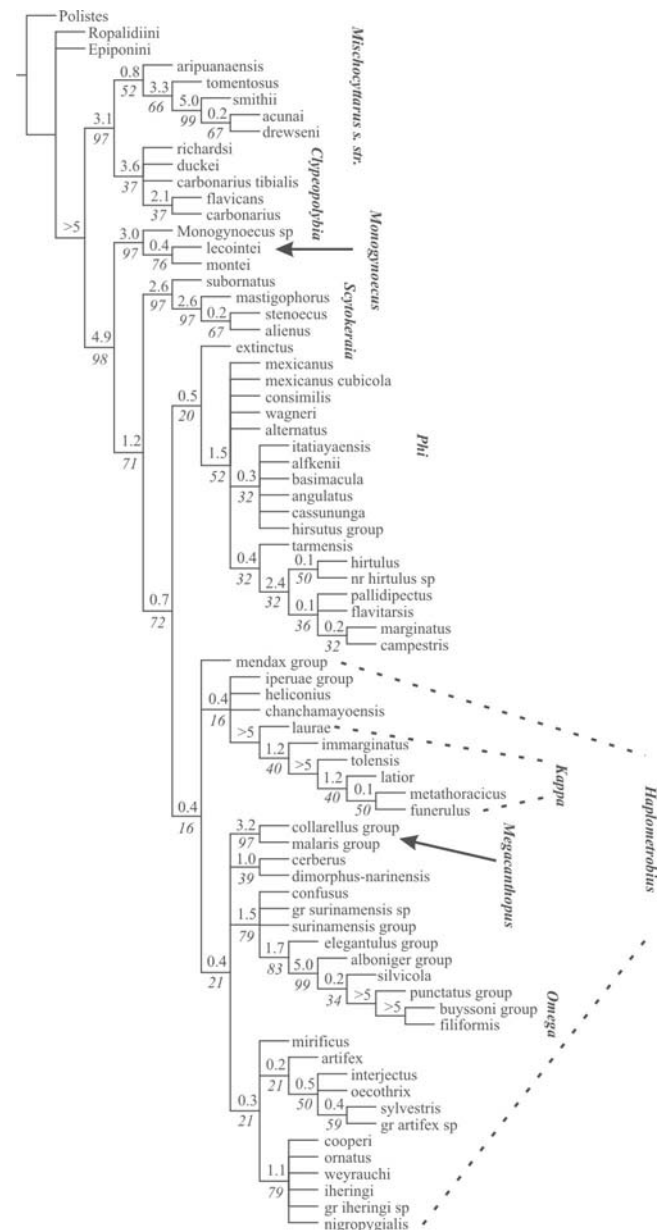 Polistes
Ropalidiini
Epiponini
aripuanaensis
0.8
52
tomentosus
3.3
66
smithii
5.0
99
acunai
0.2
67
drewseni
3.1
97
richardsi
duckei
3.6
37
carbonarius tibialis
flavicans
2.1
37
carbonarius
>5
Monogynoecus sp
3.0
97
lecointei
0.4
76
montei
subornatus
2.6
97
mastigophorus
2.6
97
stenoecus
0.2
67
alienus
4.9
98
extinctus
mexicanus
mexicanus cubicola
consimilis
0.5
20
wagneri
alternatus
itatiayaensis
1.2
71
1.5
52
alfkenii
basimacula
0.3
32
angulatus
cassununga
hirsutus group
tarmensis
0.4
32
hirtulus
0.1
50
nr hirtulus sp
2.4
32
pallidipectus
0.7
72
0.1
36
flavitarsis
marginatus
0.2
32
campestris
mendax group
iperuae group
heliconius
0.4
16
chanchamayoensis
laurae
>5
immarginatus
1.2
40
tolensis
>5
latior
1.2
40
metathoracicus
0.1
50
funerulus
0.4
16
collarellus group
3.2
97
malaris group
cerberus
1.0
39
dimorphus-narinensis
confusus
gr surinamensis sp
1.5
79
surinamensis group
elegantulus group
1.7
83
alboniger group
5.0
99
silvicola
0.2
34
punctatus group
>5
buyssoni group
>5
filiformis
0.4
21
mirificus
artifex
0.2
21
interjectus
0.5
50
oecothrix
sylvestris
0.4
59
gr artifex sp
0.3
21
cooperi
ornatus
1.1
79
weyrauchi
iheringi
gr iheringi sp
nigropygialis
Mischocyttarus s. str.
Clypeopolybia
Monogynoecus
Scytokeraia
Phi
Kappa
Haplometrobius
Megacanthopus
Omega